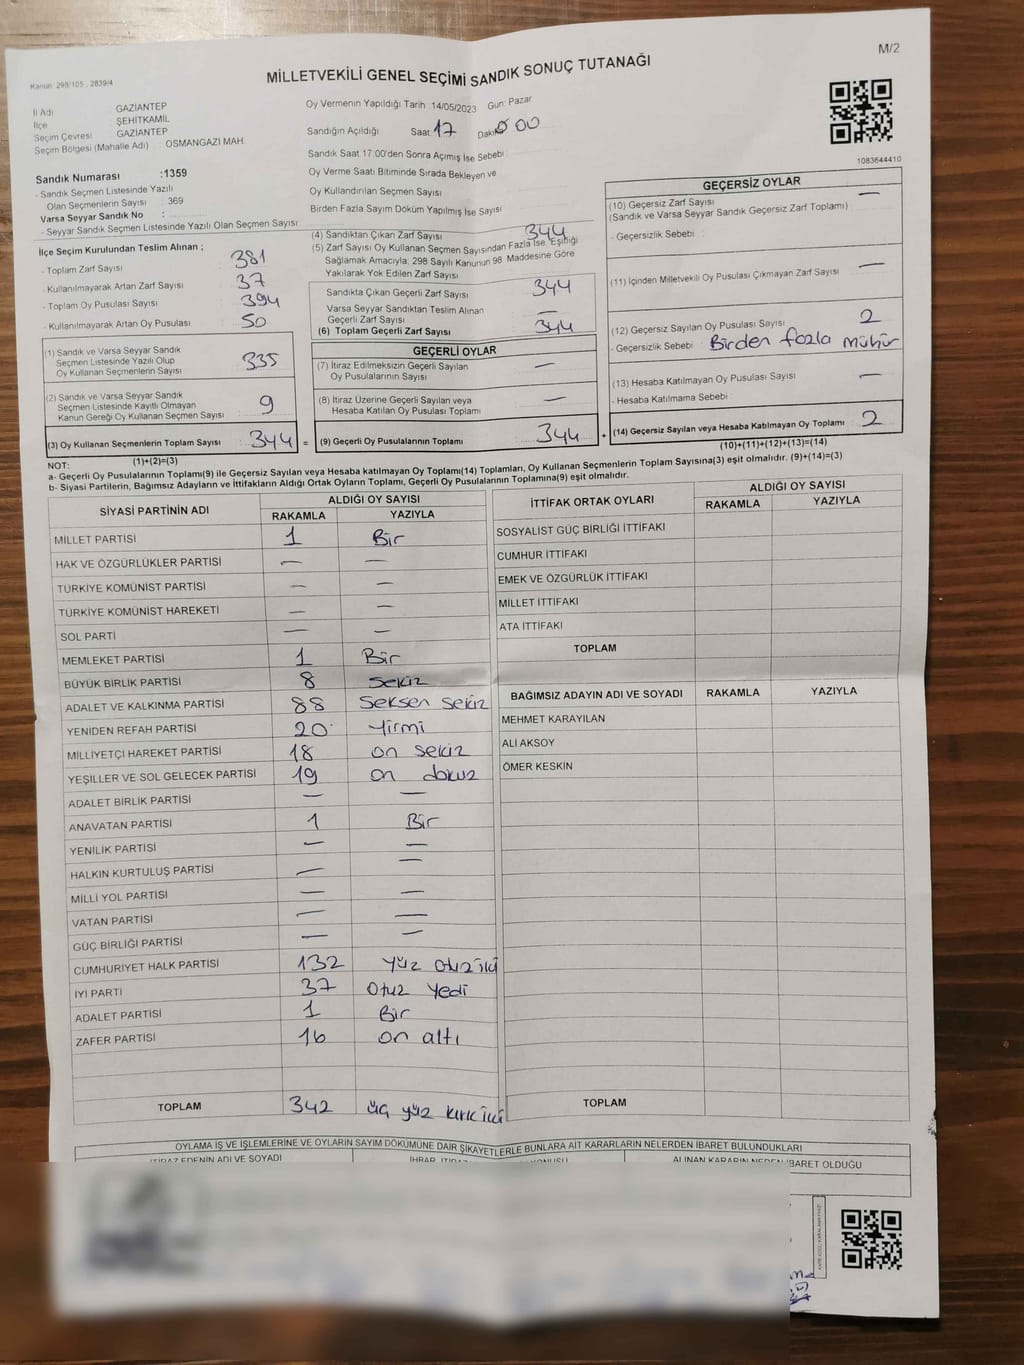 M/2
Kanun: 298/105 , 2839/4
MİLLETVEKİLİ GENEL SEÇİMİ SANDIK SONUÇ TUTANAĞI
İl Adı GAZİANTEP
İlçe ŞEHİTKAMİL
Seçim Çevresi GAZİANTEP
Seçim Bölgesi (Mahalle Adı) : OSMANGAZİ MAH.
Oy Vermenin Yapıldığı Tarih :14/05/2023 Gün: Pazar
Sandığın Açıldığı Saat 17 Dakika 00
Sandık Saat 17:00'den Sonra Açımış İse Sebebi
Oy Verme Saati Bitiminde Sırada Bekleyen ve
Oy Kullandırılan Seçmen Sayısı
Birden Fazla Sayım Döküm Yapılmış İse Sayısı
1083644410
Sandık Numarası :1359
- Sandık Seçmen Listesinde Yazılı
Olan Seçmenlerin Sayısı : 369
Varsa Seyyar Sandık No :
- Seyyar Sandık Seçmen Listesinde Yazılı Olan Seçmen Sayısı
İlçe Seçim Kurulundan Teslim Alınan ;
- Toplam Zarf Sayısı 381
- Kullanılmayarak Artan Zarf Sayısı 37
- Toplam Oy Pusulası Sayısı 394
- Kullanılmayarak Artan Oy Pusulası 50
(1) Sandık ve Varsa Seyyar Sandık
Seçmen Listesinde Yazılı Olup
Oy Kullanan Seçmenlerin Sayısı 335
(2) Sandık ve Varsa Seyyar Sandık
Seçmen Listesinde Kayıtlı Olmayan
Kanun Gereği Oy Kullanan Seçmen Sayısı 9
(3) Oy Kullanan Seçmenlerin Toplam Sayısı : 344 =
(1)+(2)=(3)
(4) Sandıktan Çıkan Zarf Sayısı 344
(5) Zarf Sayısı Oy Kullanan Seçmen Sayısından Fazla İse, Eşitliği
Sağlamak Amacıyla; 298 Sayılı Kanunun 98. Maddesine Göre
Yakılarak Yok Edilen Zarf Sayısı
Sandıkta Çıkan Geçerli Zarf Sayısı 344
Varsa Seyyar Sandıktan Teslim Alınan
Geçerli Zarf Sayısı —
(6) Toplam Geçerli Zarf Sayısı 344
GEÇERLİ OYLAR
(7) İtiraz Edilmeksizin Geçerli Sayılan
Oy Pusulalarının Sayısı —
(8) İtiraz Üzerine Geçerli Sayılan veya
Hesaba Katılan Oy Pusulası Toplamı —
(9) Geçerli Oy Pusulalarının Toplamı 344 +
GEÇERSİZ OYLAR
(10) Geçersiz Zarf Sayısı —
(Sandık ve Varsa Seyyar Sandık Geçersiz Zarf Toplamı)
- Geçersizlik Sebebi :
(11) İçinden Milletvekili Oy Pusulası Çıkmayan Zarf Sayısı —
(12) Geçersiz Sayılan Oy Pusulası Sayısı 2
- Geçersizlik Sebebi : Birden fazla mühür
(13) Hesaba Katılmayan Oy Pusulası Sayısı —
- Hesaba Katılmama Sebebi
(14) Geçersiz Sayılan veya Hesaba Katılmayan Oy Toplamı 2
(10)+(11)+(12)+(13)=(14)
NOT:
a- Geçerli Oy Pusulalarının Toplamı(9) ile Geçersiz Sayılan veya Hesaba katılmayan Oy Toplamı(14) Toplamları, Oy Kullanan Seçmenlerin Toplam Sayısına(3) eşit olmalıdır. (9)+(14)=(3)
b- Siyasi Partilerin, Bağımsız Adayların ve İttifakların Aldığı Ortak Oyların Toplamı, Geçerli Oy Pusulalarının Toplamına(9) eşit olmalıdır.
SİYASİ PARTİNİN ADI ALDIĞI OY SAYISI
RAKAMLA YAZIYLA
MİLLET PARTİSİ 1 Bir
HAK VE ÖZGÜRLÜKLER PARTİSİ — —
TÜRKİYE KOMÜNİST PARTİSİ — —
TÜRKİYE KOMÜNİST HAREKETİ — —
SOL PARTİ — —
MEMLEKET PARTİSİ 1 Bir
BÜYÜK BİRLİK PARTİSİ 8 Sekiz
ADALET VE KALKINMA PARTİSİ 88 Seksen sekiz
YENİDEN REFAH PARTİSİ 20 Yirmi
MİLLİYETÇİ HAREKET PARTİSİ 18 on sekiz
YEŞİLLER VE SOL GELECEK PARTİSİ 19 on dokuz
ADALET BİRLİK PARTİSİ — —
ANAVATAN PARTİSİ 1 Bir
YENİLİK PARTİSİ — —
HALKIN KURTULUŞ PARTİSİ — —
MİLLİ YOL PARTİSİ — —
VATAN PARTİSİ — —
GÜÇ BİRLİĞİ PARTİSİ — —
CUMHURİYET HALK PARTİSİ 132 Yüz otuz iki
İYİ PARTİ 37 Otuz Yedi
ADALET PARTİSİ 1 Bir
ZAFER PARTİSİ 16 on altı
TOPLAM 342 üç yüz kırk iki
İTTİFAK ORTAK OYLARI ALDIĞI OY SAYISI
RAKAMLA YAZIYLA
SOSYALİST GÜÇ BİRLİĞİ İTTİFAKI
CUMHUR İTTİFAKI
EMEK VE ÖZGÜRLÜK İTTİFAKI
MİLLET İTTİFAKI
ATA İTTİFAKI
TOPLAM
BAĞIMSIZ ADAYIN ADI VE SOYADI RAKAMLA YAZIYLA
MEHMET KARAYILAN
ALİ AKSOY
ÖMER KESKİN
TOPLAM
OYLAMA İŞ VE İŞLEMLERİNE VE OYLARIN SAYIM DÖKÜMÜNE DAİR ŞİKAYETLERLE BUNLARA AİT KARARLARIN NELERDEN İBARET BULUNDUKLARI
İTİRAZ EDENİN ADI VE SOYADI ALINAN KARARIN NEDEN İBARET OLDUĞU